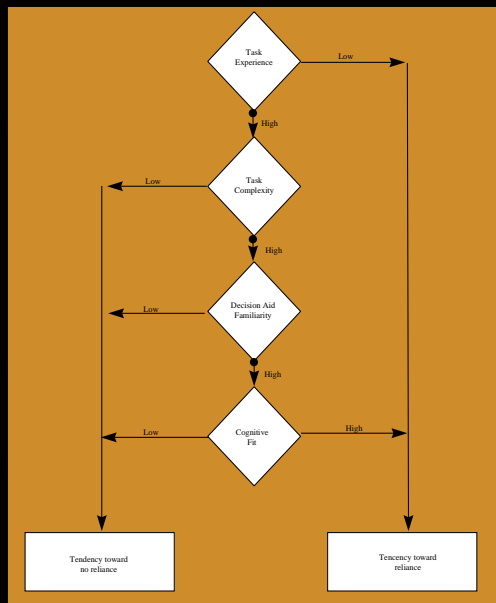 Task
Experience
Low
High
Task
Complexity
Low
High
Decision Aid
Familiarity
Low
High
Cognitive
Fit
Low
High
Tendency toward
no reliance
Tencency toward
reliance